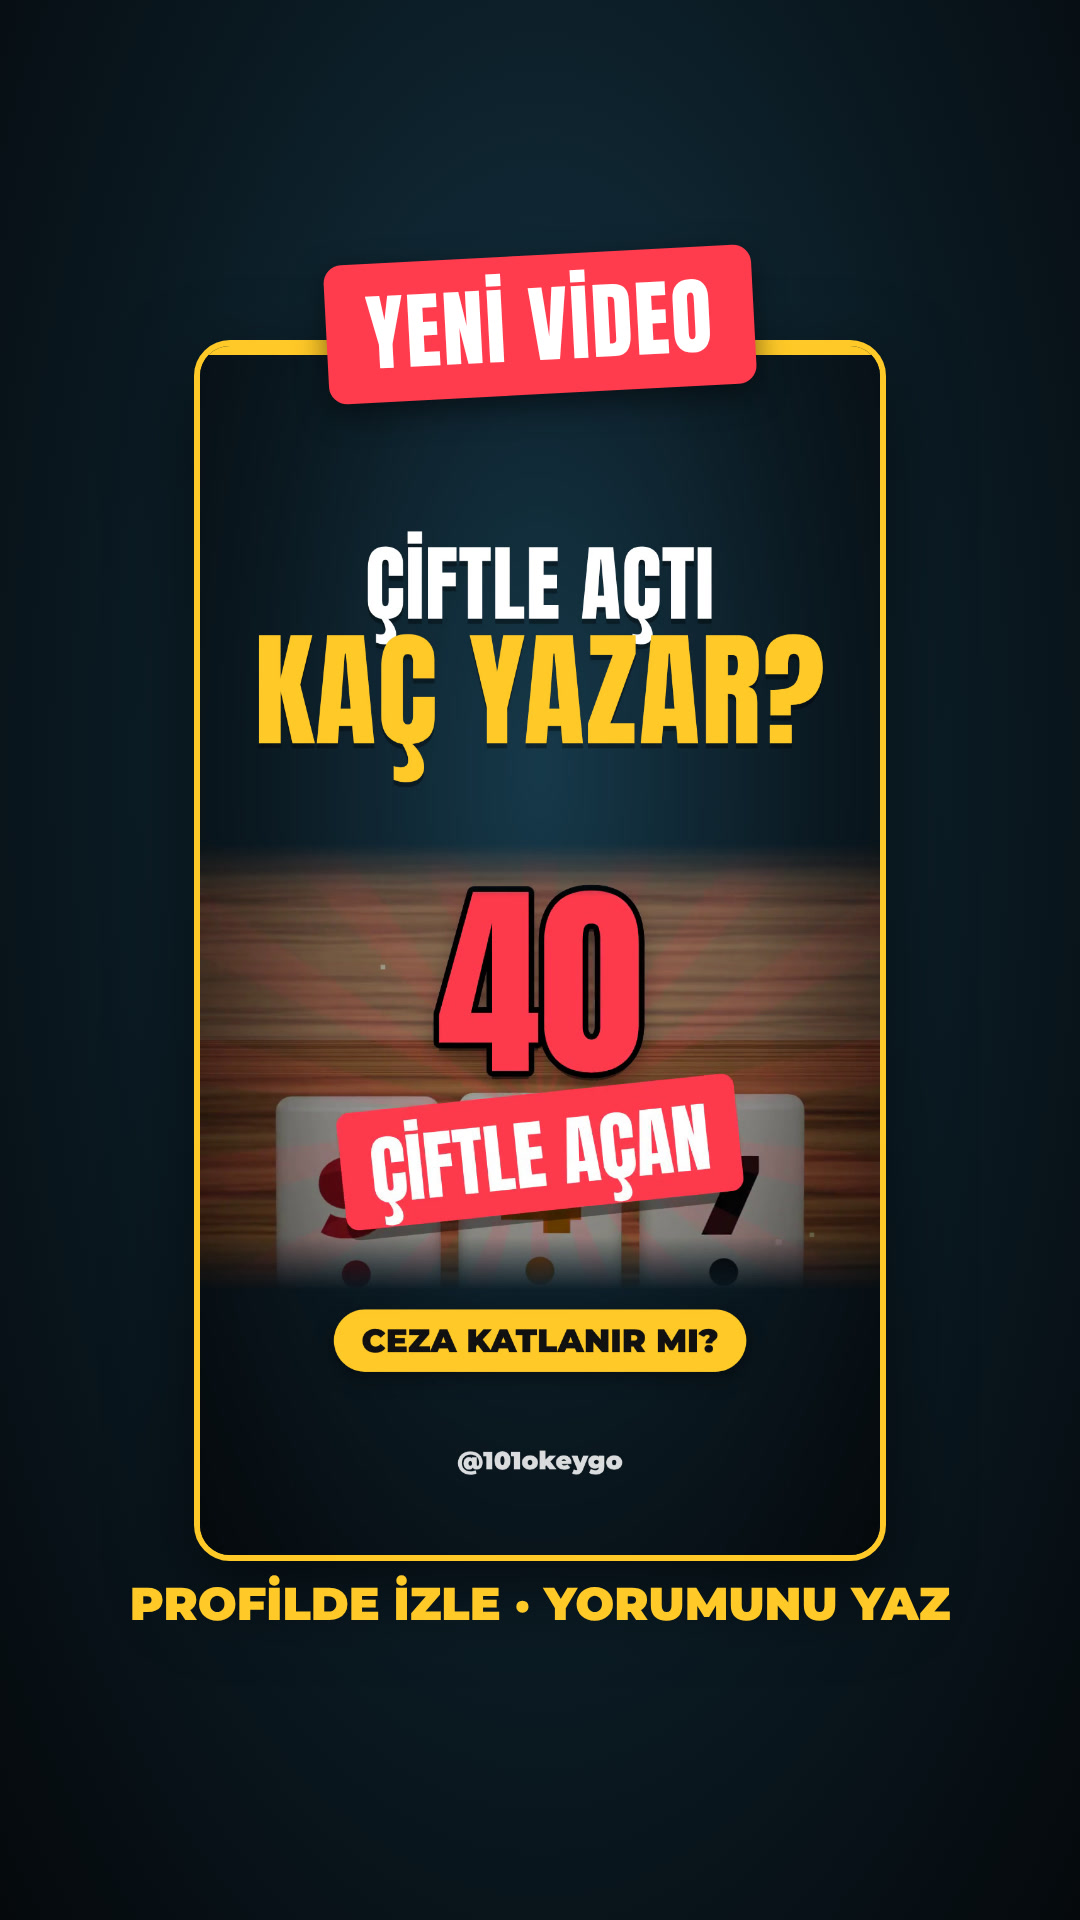 YENİ VİDEO
ÇİFTLE AÇTI
KAÇ YAZAR?
40
ÇİFTLE AÇAN
7
CEZA KATLANIR MI?
@101okeygo
PROFİLDE İZLE • YORUMUNU YAZ